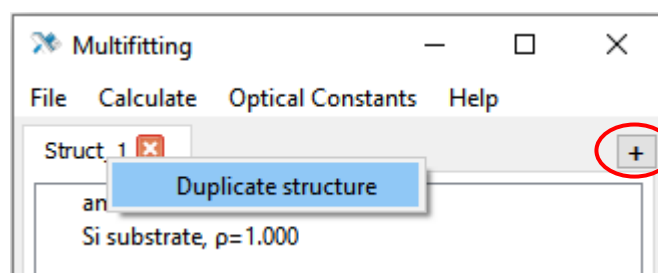 Multifitting
File Calculate Optical Constants Help
Struct_1
+
Duplicate structure
Si substrate, ρ=1.000